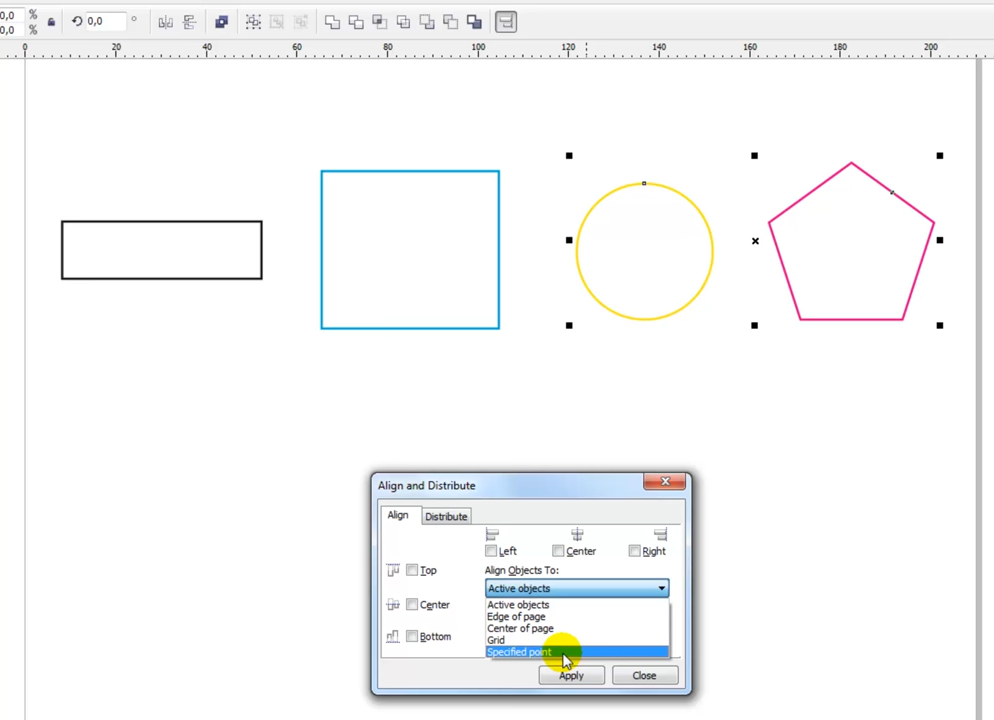 0,0 %
0,0 % 0,0 °
0 20 40 60 80 100 120 140 160 180 200
Align and Distribute
Align Distribute
Left Center Right
Top Align Objects To:
Active objects
Center Active objects
Edge of page
Center of page
Bottom Grid
Specified point
Apply Close